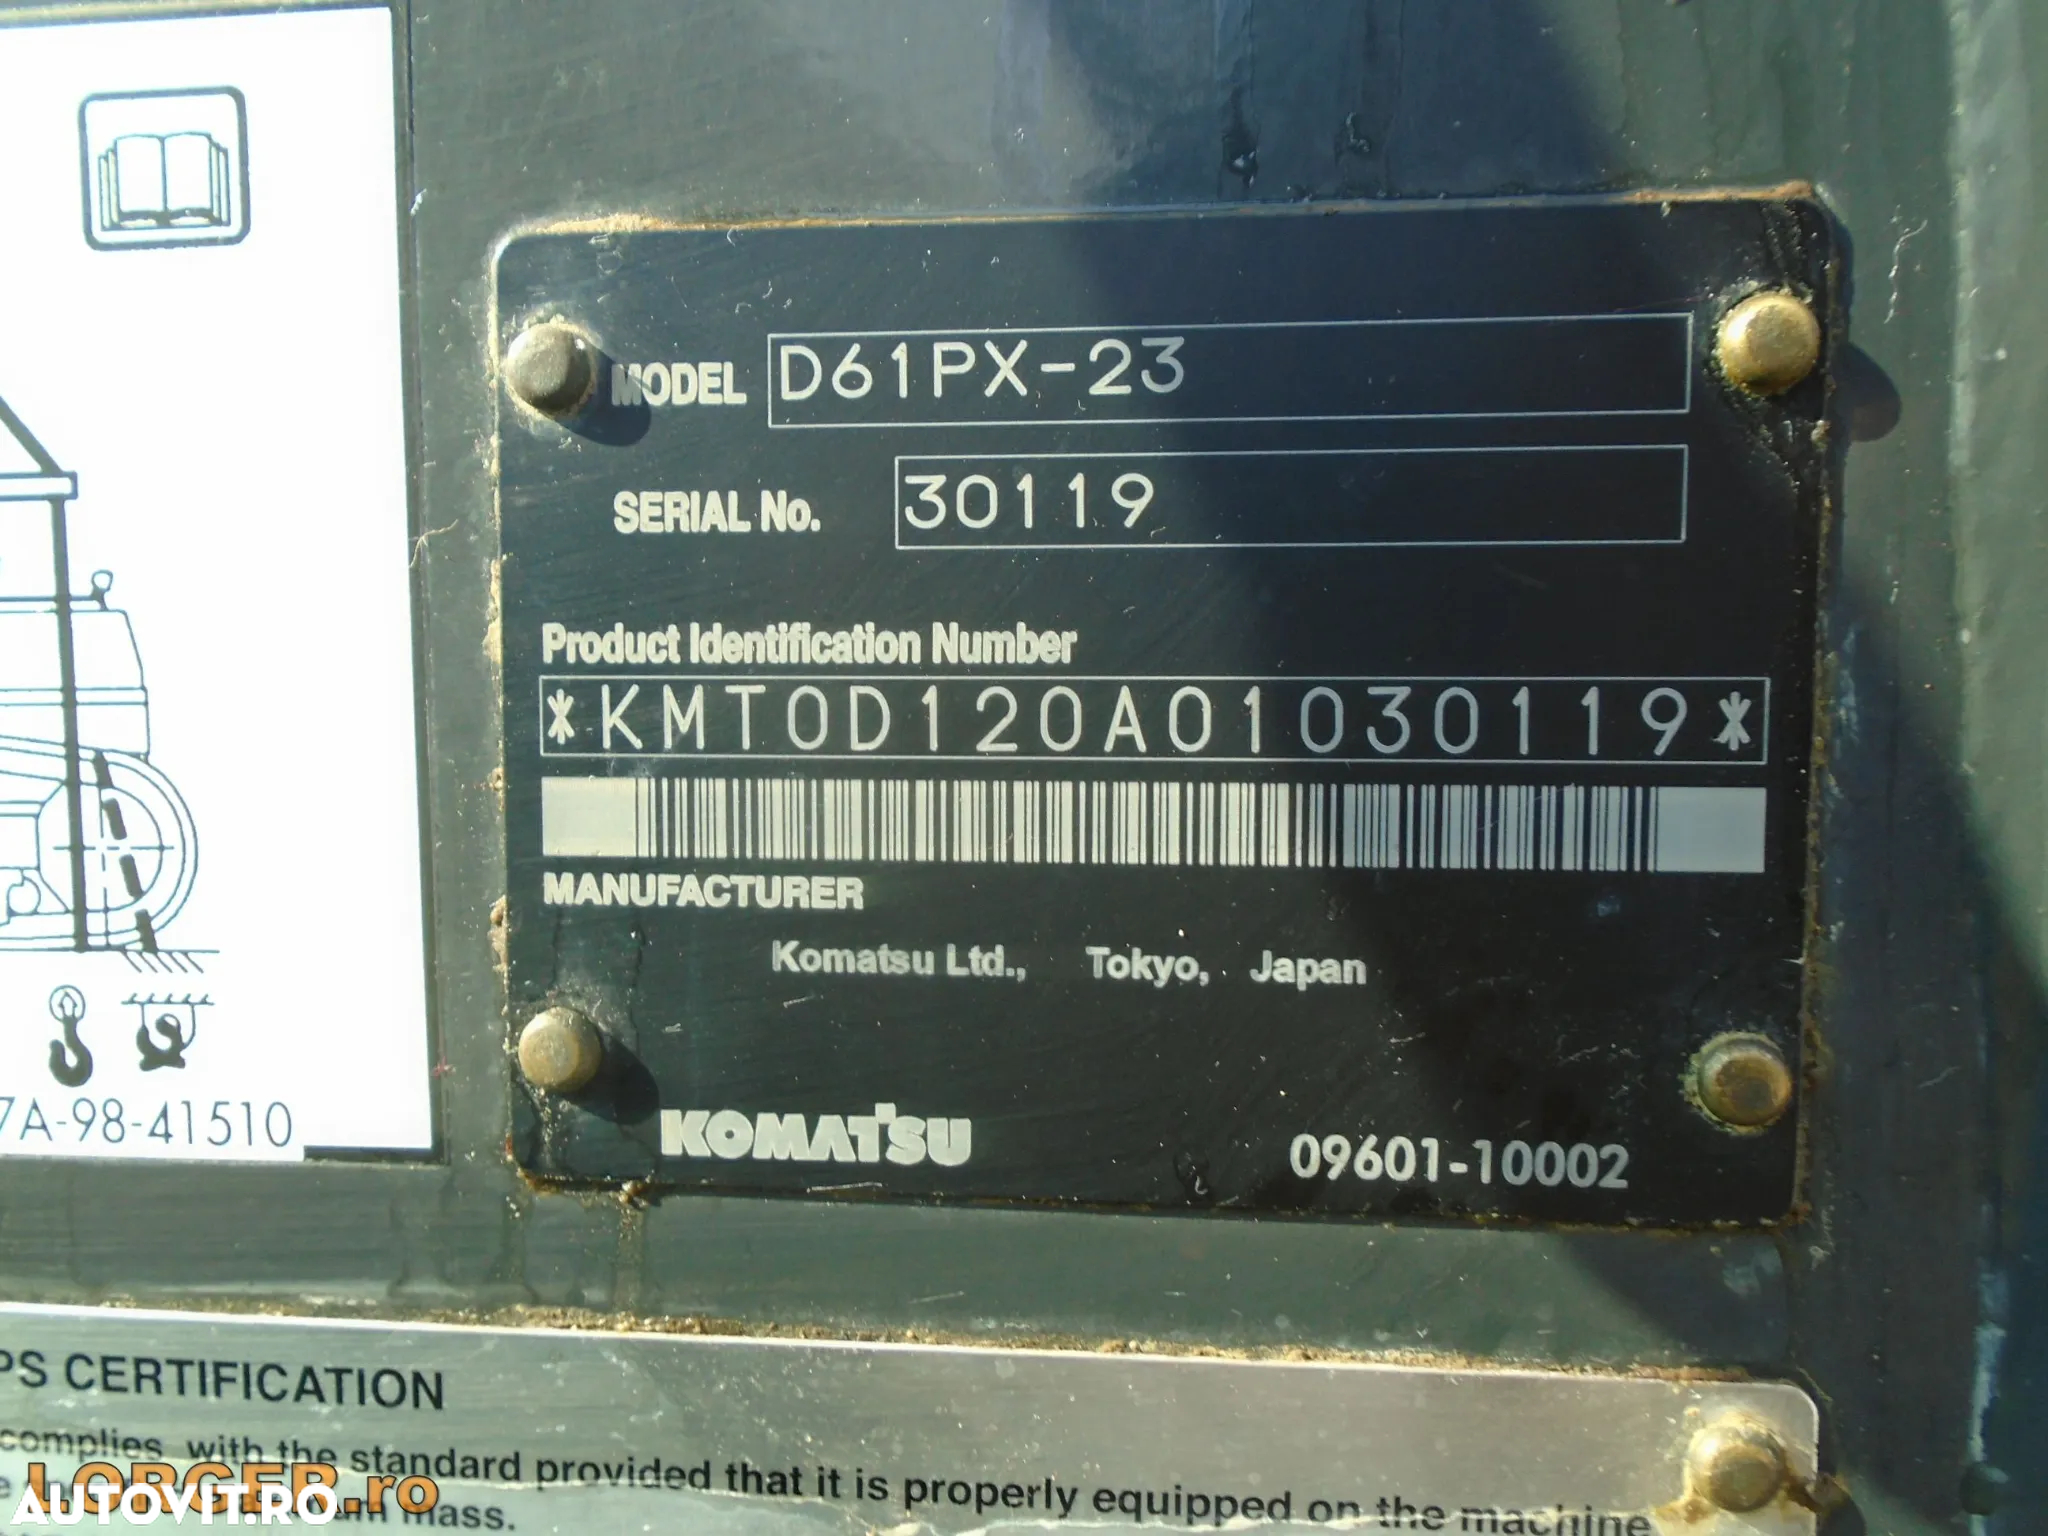 MODEL D61PX-23
SERIAL No. 30119
Product Identification Number
*KMT0D120A01030119*
MANUFACTURER
Komatsu Ltd., Tokyo, Japan
KOMATSU 09601-10002
7A-98-41510
PS CERTIFICATION
complies with the standard provided that it is properly equipped on the machine
mass.
LORGER.ro
AUTOVIT.RO